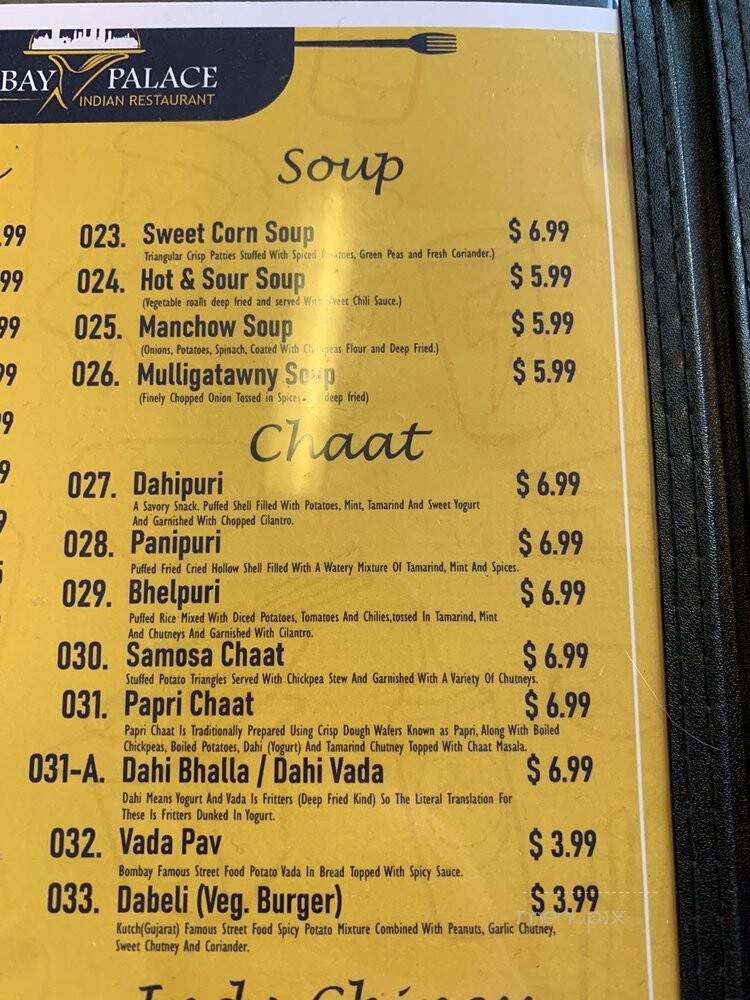 BAY PALACE
INDIAN RESTAURANT
Soup
.99 023. Sweet Corn Soup $ 6.99
Triangular Crisp Patties Stuffed With Spiced Green Peas and Fresh Coriander.)
99 024. Hot & Sour Soup $ 5.99
(Vegetable roalls deep fried and served Chili Sauce.)
99 025. Manchow Soup $ 5.99
(Onions, Potatoes, Spinach, Coated With Flour and Deep Fried.)
99 026. Mulligatawny Soup $ 5.99
(Finely Chopped Onion Tossed in deep fried)
Chaat
027. Dahipuri $ 6.99
A Savory Snack. Puffed Shell Filled With Potatoes, Mint, Tamarind And Sweet Yogurt
And Garnished With Chopped Cilantro.
028. Panipuri $ 6.99
Puffed Fried Cried Hollow Shell Filled With A Watery Mixture Of Tamarind, Mint And Spices.
029. Bhelpuri $ 6.99
Puffed Rice Mixed With Diced Potatoes, Tomatoes And Chilies,tossed In Tamarind, Mint
And Chutneys And Garnished With Cilantro.
030. Samosa Chaat $ 6.99
Stuffed Potato Triangles Served With Chickpea Stew And Garnished With A Variety Of Chutneys.
031. Papri Chaat $ 6.99
Papri Chaat Is Traditionally Prepared Using Crisp Dough Wafers Known as Papri, Along With Boiled
Chickpeas, Boiled Potatoes, Dahi (Yogurt) And Tamarind Chutney Topped With Chaat Masala.
031-A. Dahi Bhalla / Dahi Vada $ 6.99
Dahi Means Yogurt And Vada Is Fritters (Deep Fried Kind) So The Literal Translation For
These Is Fritters Dunked In Yogurt.
032. Vada Pav $ 3.99
Bombay Famous Street Food Potato Vada In Bread Topped With Spicy Sauce.
033. Dabeli (Veg. Burger) $ 3.99
Kutch(Gujarat) Famous Street Food Spicy Potato Mixture Combined With Peanuts, Garlic Chutney,
Sweet Chutney And Coriander.